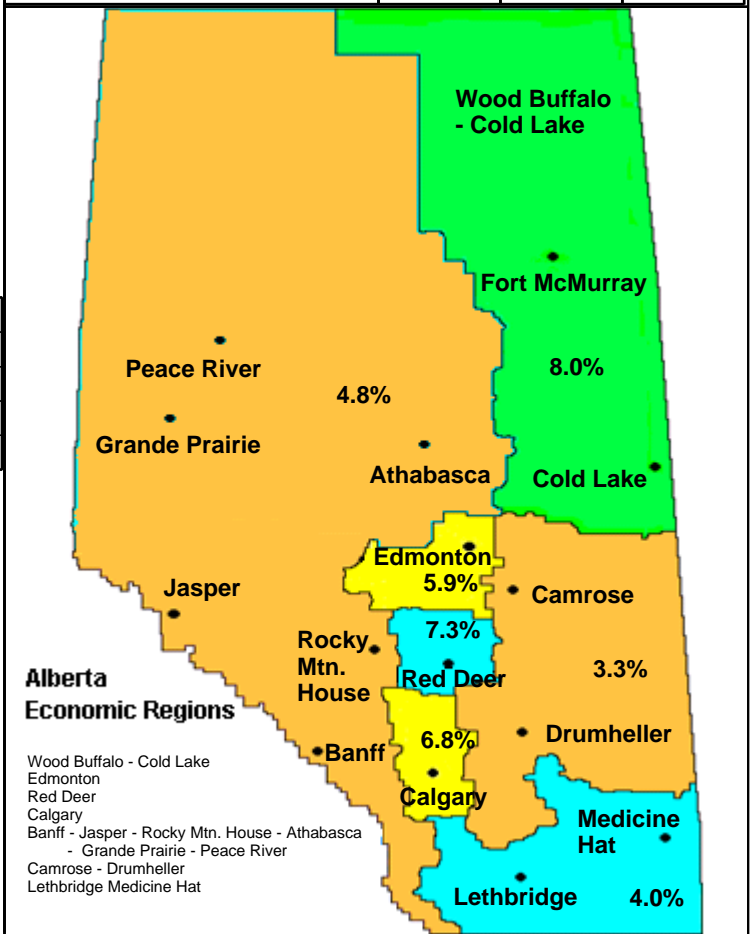 Wood Buffalo
- Cold Lake
Fort McMurray
Peace River
8.0%
4.8%
Grande Prairie
Athabasca
Cold Lake
Edmonton
5.9%
Jasper
Camrose
7.3%
Rocky
Mtn.
House
3.3%
Red Deer
Alberta
Economic Regions
Drumheller
6.8%
Banff
Calgary
Wood Buffalo - Cold Lake
Edmonton
Red Deer
Calgary
Banff - Jasper - Rocky Mtn. House - Athabasca
- Grande Prairie - Peace River
Camrose - Drumheller
Lethbridge Medicine Hat
Medicine
Hat
Lethbridge
4.0%